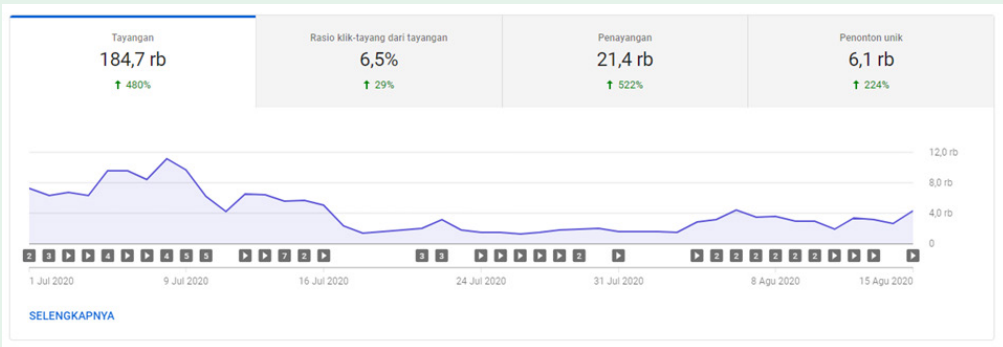 Tayangan
184,7 rb
↑ 480%
Rasio klik-tayang dari tayangan
6,5%
↑ 29%
Penayangan
21,4 rb
↑ 522%
Penonton unik
6,1 rb
↑ 224%
12,0 rb
8,0 rb
4,0 rb
0
2 3 4 4 5 5 7 2 3 3 2 2 2 2 2 2 2
1 Jul 2020 9 Jul 2020 16 Jul 2020 24 Jul 2020 31 Jul 2020 8 Agu 2020 15 Agu 2020
SELENGKAPNYA